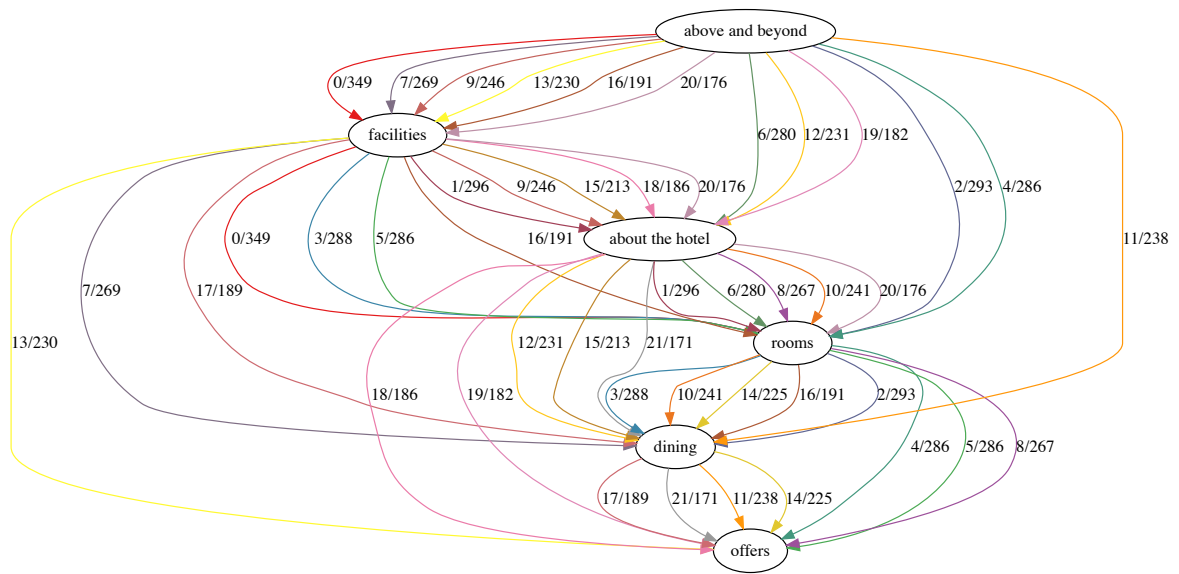 above and beyond
0/349 7/269 9/246 13/230 16/191 20/176
facilities 6/280 12/231 19/182
1/296 9/246 15/213 18/186 20/176 2/293 4/286
0/349 3/288 5/286 16/191 about the hotel 11/238
7/269 17/189 1/296 6/280 8/267 10/241 20/176
13/230 12/231 15/213 21/171 rooms
18/186 19/182 3/288 10/241 14/225 16/191 2/293
dining 4/286 5/286 8/267
17/189 21/171 11/238 14/225
offers